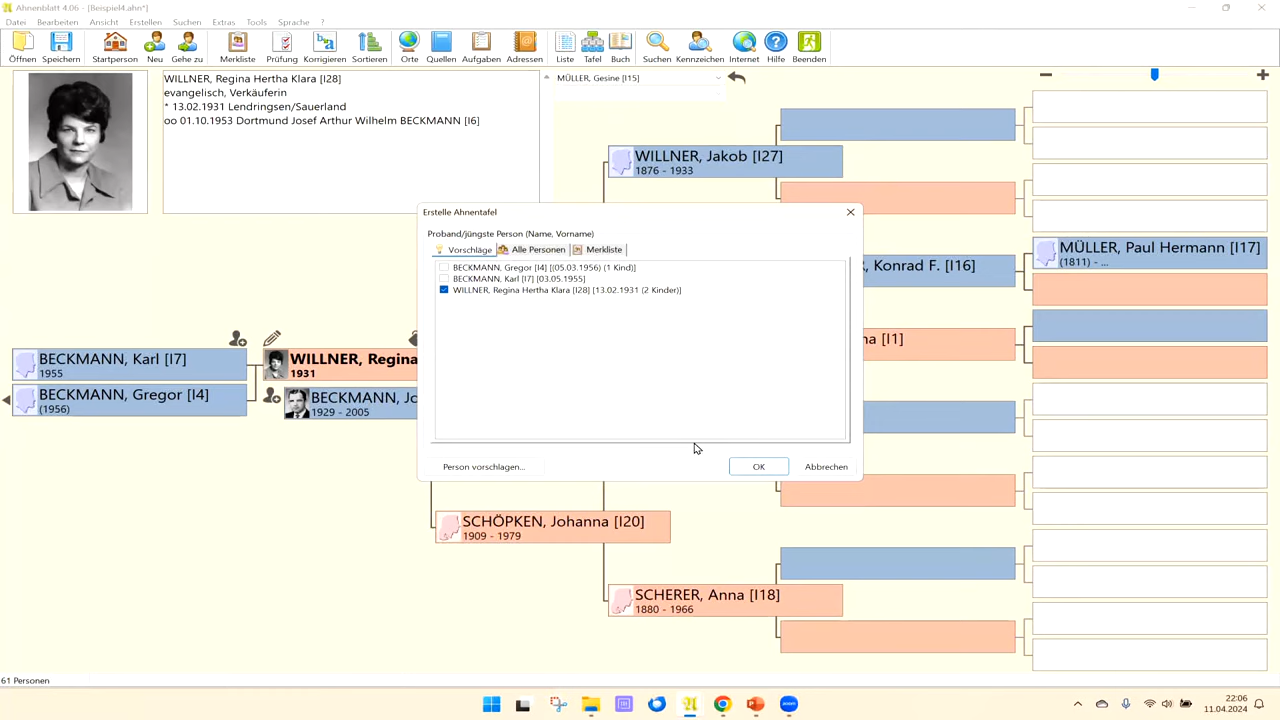 Ahnenblatt 4.06 - [Beispiel4.ahn*]
Datei Bearbeiten Ansicht Erstellen Suchen Extras Tools Sprache ?
Öffnen Speichern Startperson Neu Gehe zu Merkliste Prüfung Korrigieren Sortieren Orte Quellen Aufgaben Adressen Liste Tafel Buch Suchen Kennzeichen Internet Hilfe Beenden
WILLNER, Regina Hertha Klara [I28]
evangelisch, Verkäuferin
* 13.02.1931 Lendringsen/Sauerland
oo 01.10.1953 Dortmund Josef Arthur Wilhelm BECKMANN [I6]
MÜLLER, Gesine [I15]
WILLNER, Jakob [I27]
1876 - 1933
Erstelle Ahnentafel
Proband/jüngste Person (Name, Vorname)
Vorschläge Alle Personen Merkliste
BECKMANN, Gregor [I4] [(05.03.1956) (1 Kind)]
BECKMANN, Karl [I7] [03.05.1955]
WILLNER, Regina Hertha Klara [I28] [13.02.1931 (2 Kinder)]
Person vorschlagen... OK Abbrechen
MÜLLER, Paul Hermann [I17]
(1811) - ...
, Konrad F. [I16]
na [I1]
BECKMANN, Karl [I7]
1955
WILLNER, Regina
1931
BECKMANN, Gregor [I4]
(1956)
BECKMANN, Jo
1929 - 2005
SCHÖPKEN, Johanna [I20]
1909 - 1979
SCHERER, Anna [I18]
1880 - 1966
61 Personen
22:06
11.04.2024